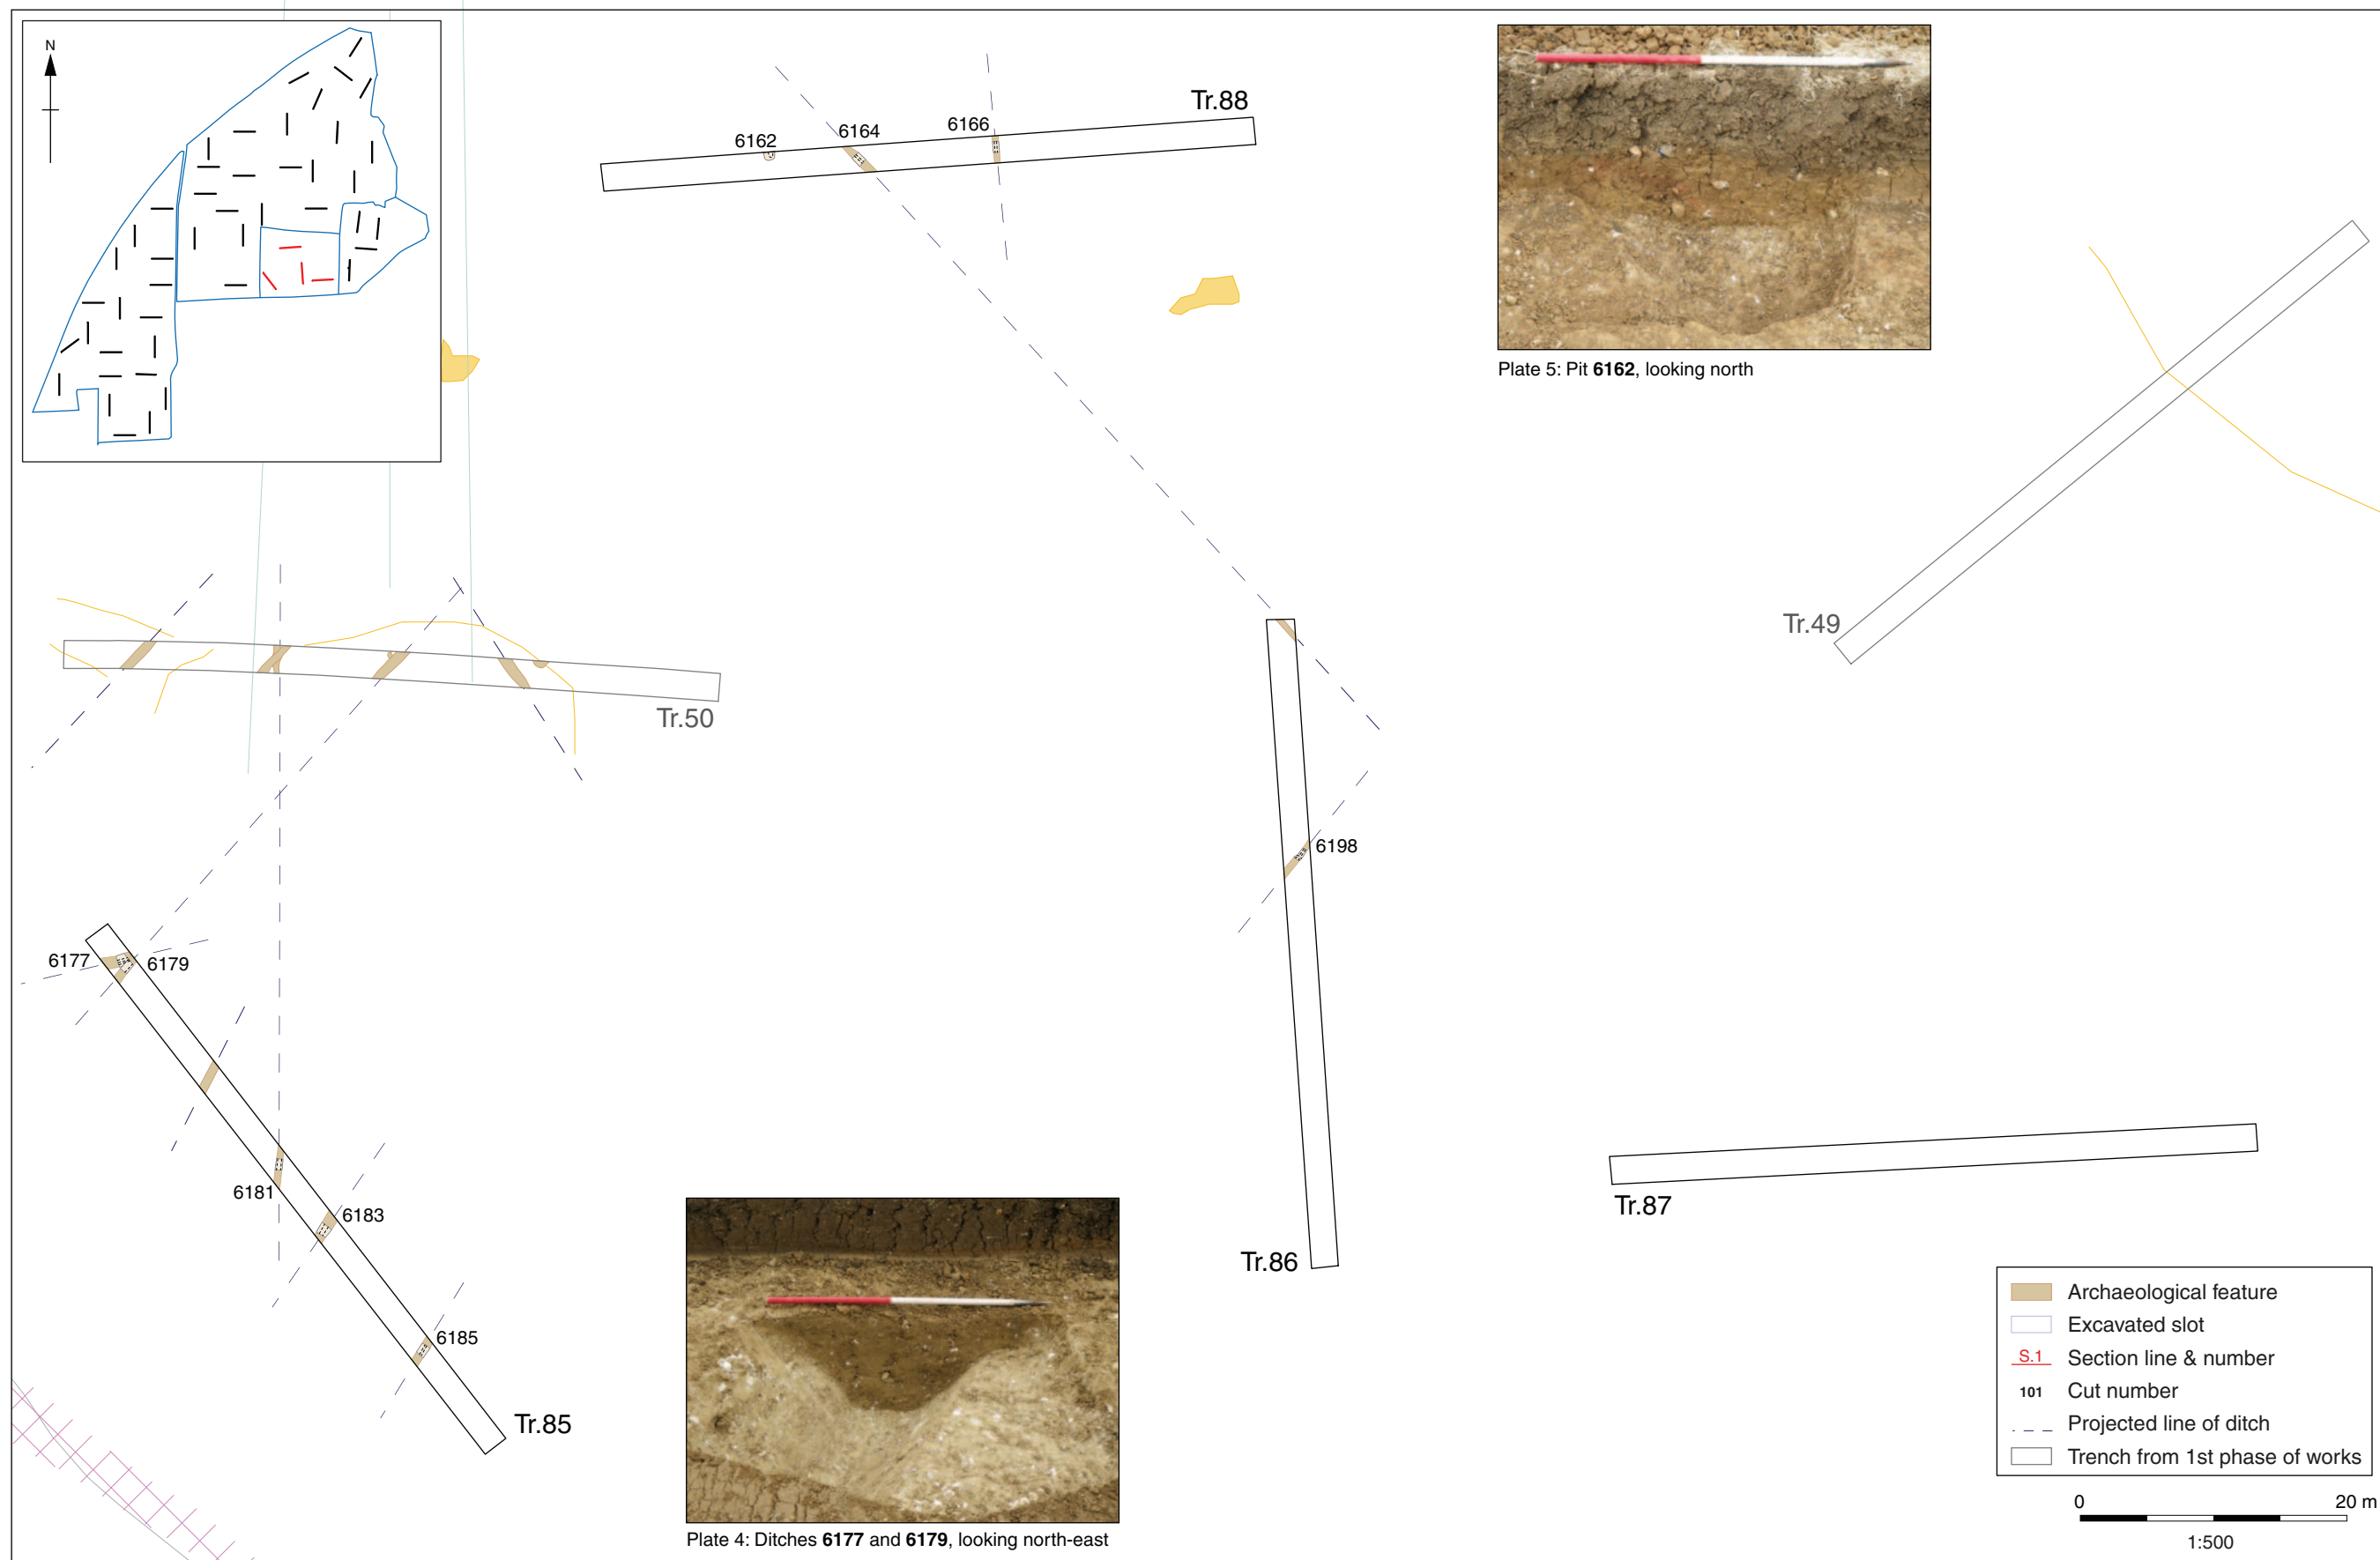 N
Tr.88
6162
6164
6166
Plate 5: Pit 6162, looking north
Tr.49
Tr.50
6198
6177
6179
6181
6183
6185
Tr.85
Tr.86
Tr.87
Plate 4: Ditches 6177 and 6179, looking north-east
Archaeological feature
Excavated slot
S.1 Section line & number
101 Cut number
Projected line of ditch
Trench from 1st phase of works
0 20 m
1:500